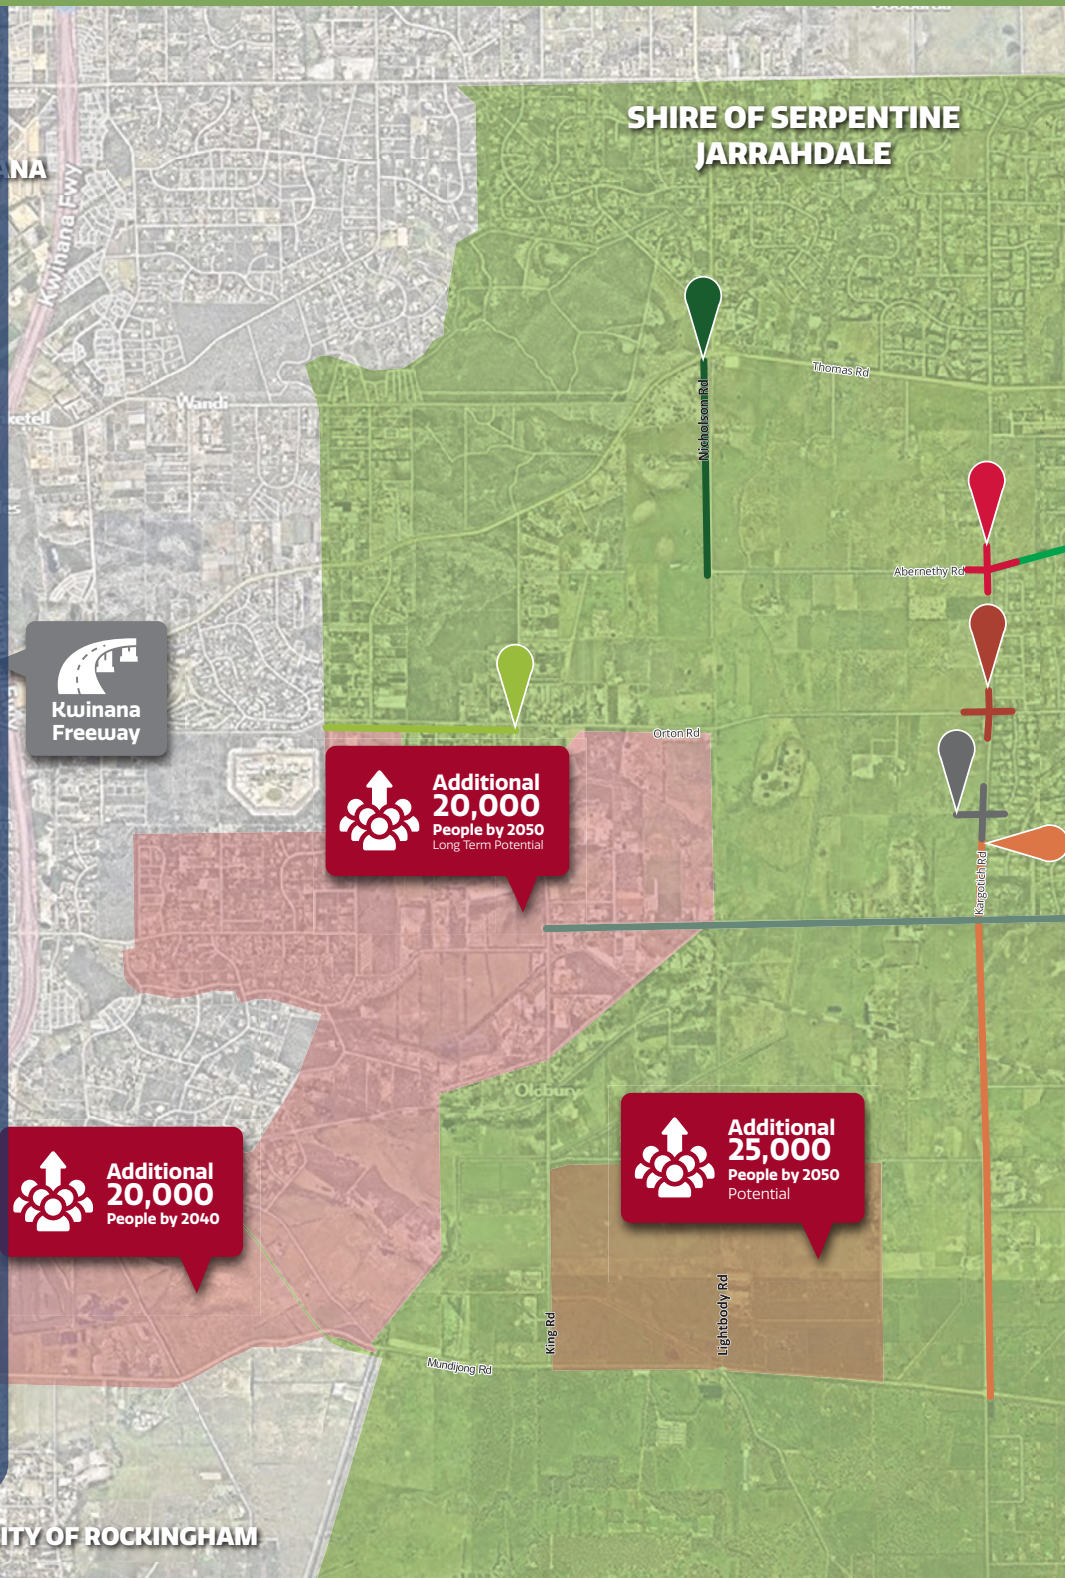 SHIRE OF SERPENTINE
JARRAHDALE
ANA
Kwinana Fwy
Thomas Rd
Nicholson Rd
Wandi
Abernethy Rd
Kwinana
Freeway
Orton Rd
Additional
20,000
People by 2050
Long Term Potential
Kargotich Rd
Oldbury
Additional
25,000
People by 2050
Potential
Additional
20,000
People by 2040
King Rd
Lightbody Rd
Mundijong Rd
ITY OF ROCKINGHAM